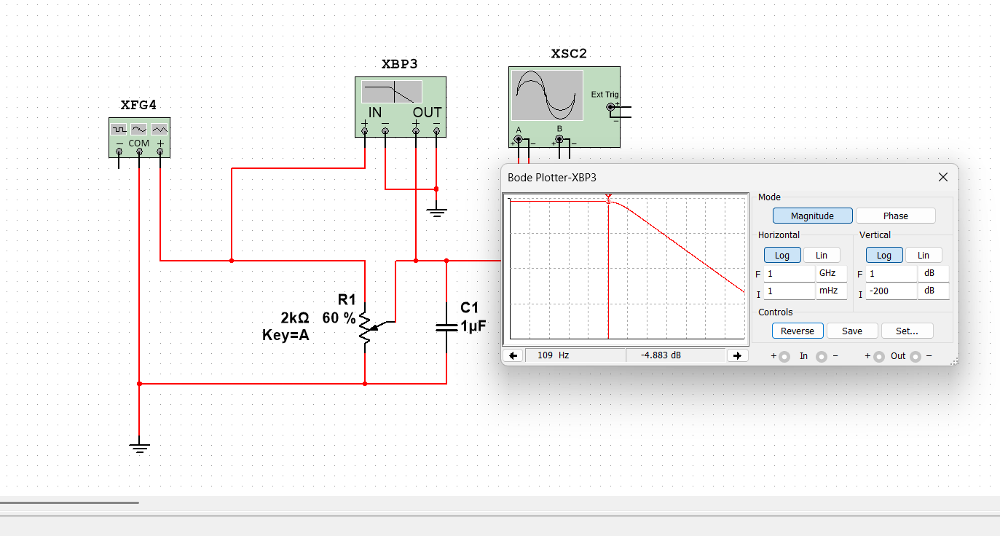 XSC2
XBP3
Ext Trig
+
−
IN OUT
+ − + −
XFG4
A B
+ − + −
COM
− +
Bode Plotter-XBP3
Mode
Magnitude Phase
Horizontal Vertical
Log Lin Log Lin
F 1 GHz F 1 dB
I 1 mHz I -200 dB
Controls
Reverse Save Set...
109 Hz -4.883 dB
+ In − + Out −
R1
2kΩ 60 %
Key=A
C1
1µF